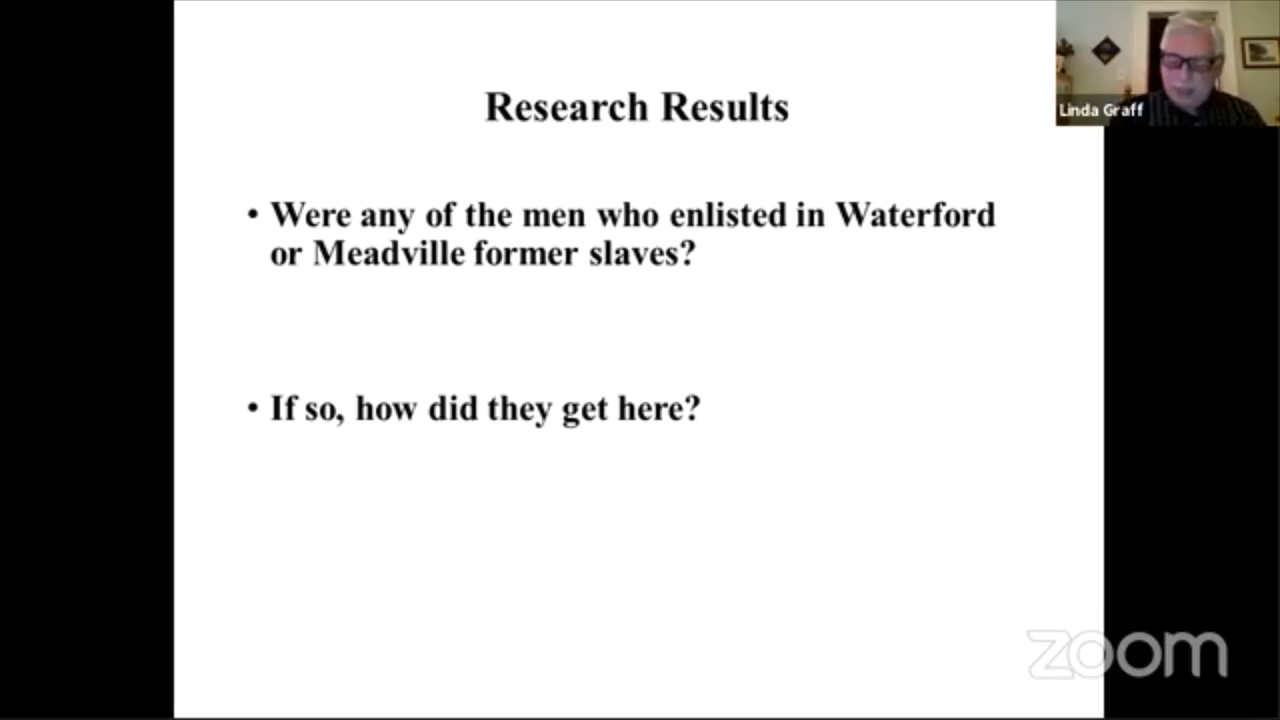 Research Results
• Were any of the men who enlisted in Waterford
or Meadville former slaves?
• If so, how did they get here?
Linda Graff
zoom